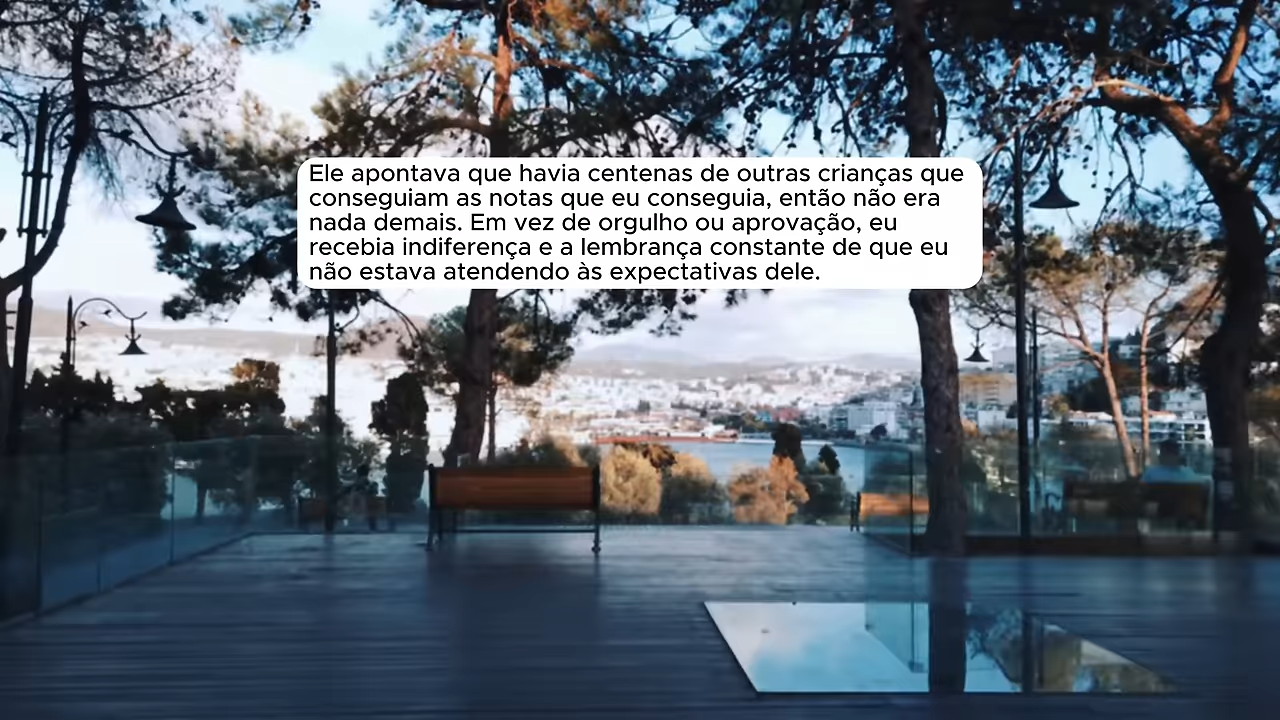 Ele apontava que havia centenas de outras crianças que
conseguiam as notas que eu conseguia, então não era
nada demais. Em vez de orgulho ou aprovação, eu
recebia indiferença e a lembrança constante de que eu
não estava atendendo às expectativas dele.